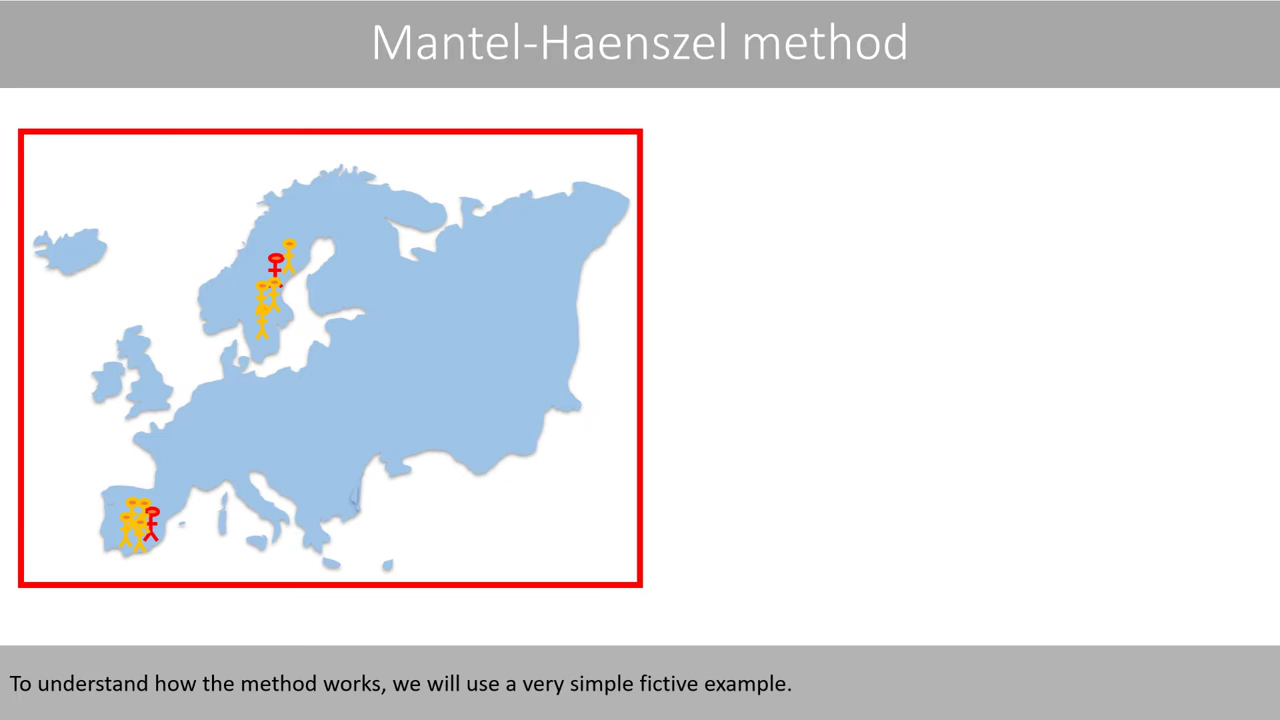 Mantel-Haenszel method
To understand how the method works, we will use a very simple fictive example.